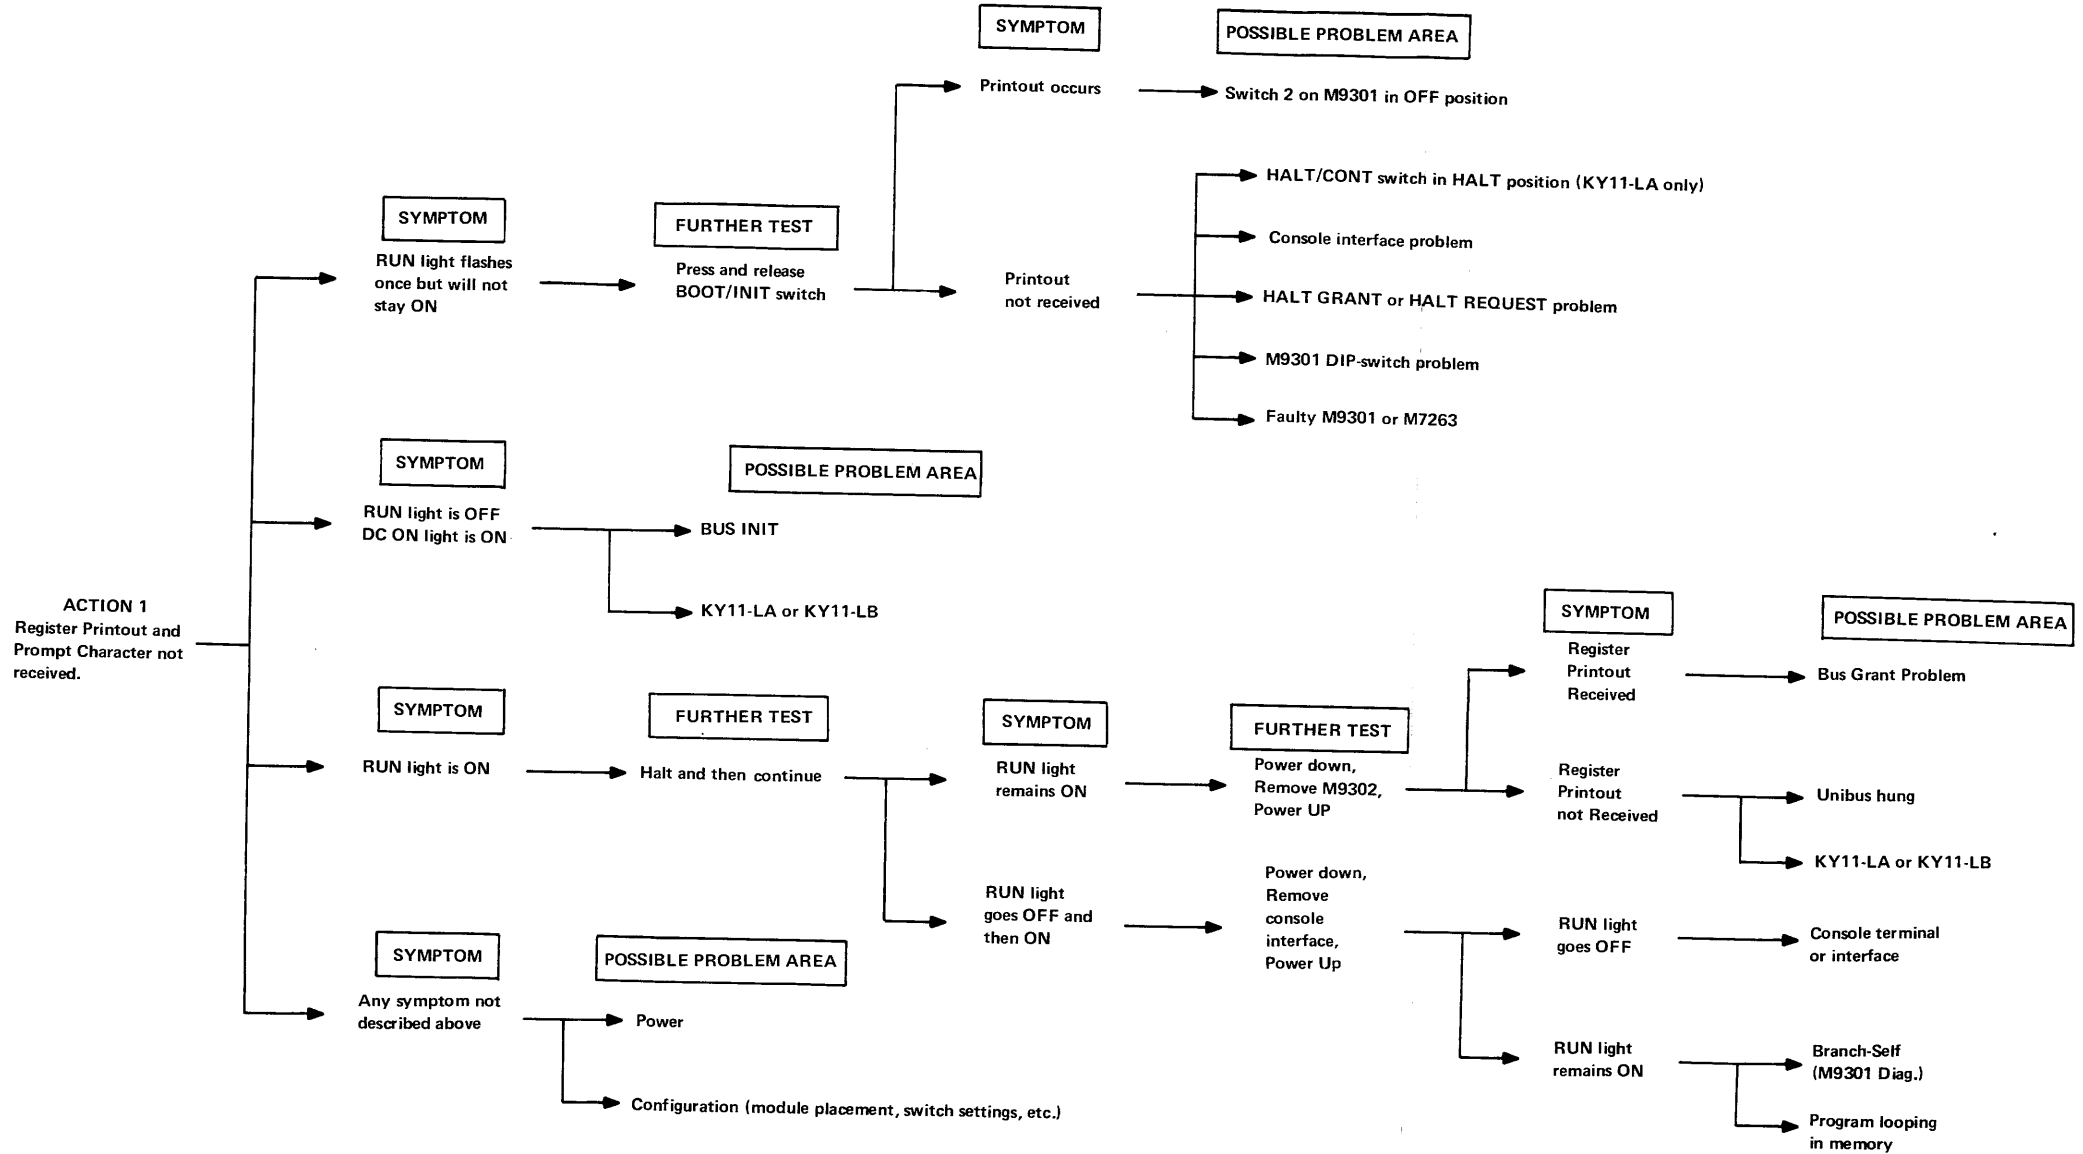 SYMPTOM
POSSIBLE PROBLEM AREA
Printout occurs
Switch 2 on M9301 in OFF position
HALT/CONT switch in HALT position (KY11-LA only)
SYMPTOM
FURTHER TEST
RUN light flashes
once but will not
stay ON
Press and release
BOOT/INIT switch
Printout
not received
Console interface problem
HALT GRANT or HALT REQUEST problem
M9301 DIP-switch problem
Faulty M9301 or M7263
SYMPTOM
POSSIBLE PROBLEM AREA
RUN light is OFF
DC ON light is ON
BUS INIT
KY11-LA or KY11-LB
ACTION 1
Register Printout and
Prompt Character not
received.
SYMPTOM
FURTHER TEST
RUN light is ON
Halt and then continue
SYMPTOM
FURTHER TEST
RUN light
remains ON
Power down,
Remove M9302,
Power UP
SYMPTOM
POSSIBLE PROBLEM AREA
Register
Printout
Received
Bus Grant Problem
Register
Printout
not Received
Unibus hung
KY11-LA or KY11-LB
RUN light
goes OFF and
then ON
Power down,
Remove
console
interface,
Power Up
RUN light
goes OFF
Console terminal
or interface
RUN light
remains ON
Branch-Self
(M9301 Diag.)
Program looping
in memory
SYMPTOM
POSSIBLE PROBLEM AREA
Any symptom not
described above
Power
Configuration (module placement, switch settings, etc.)